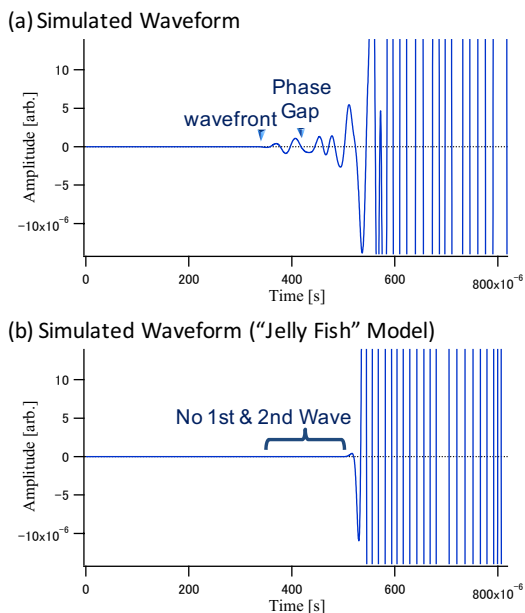 (a) Simulated Waveform
10
5
0
−5
−10x10⁻⁶
Amplitude [arb.]
wavefront
Phase
Gap
0
200
400
600
800x10⁻⁶
Time [s]
(b) Simulated Waveform (“Jelly Fish” Model)
10
5
0
−5
−10x10⁻⁶
Amplitude [arb.]
No 1st & 2nd Wave
0
200
400
600
800x10⁻⁶
Time [s]